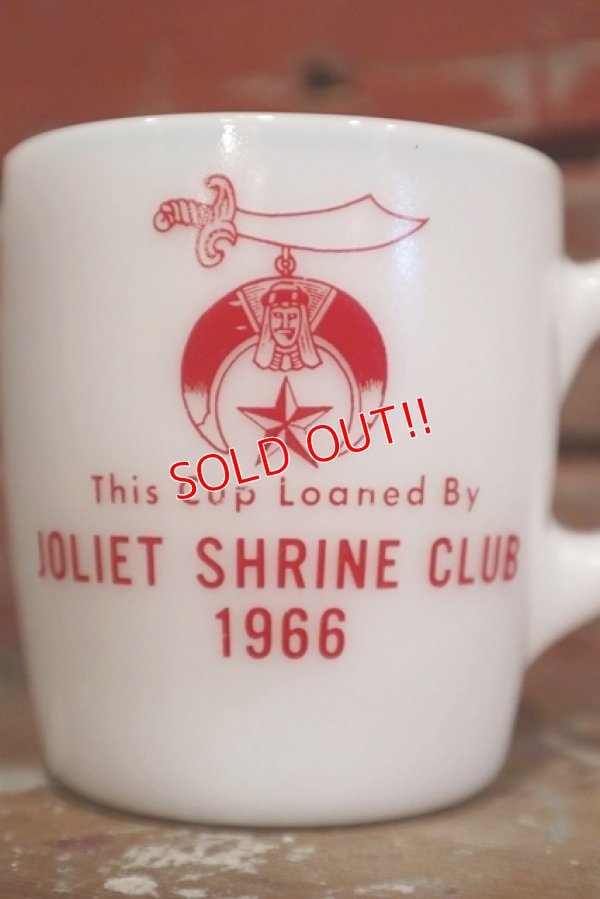 SOLD OUT!!
This Cup Loaned By
JOLIET SHRINE CLUB
1966